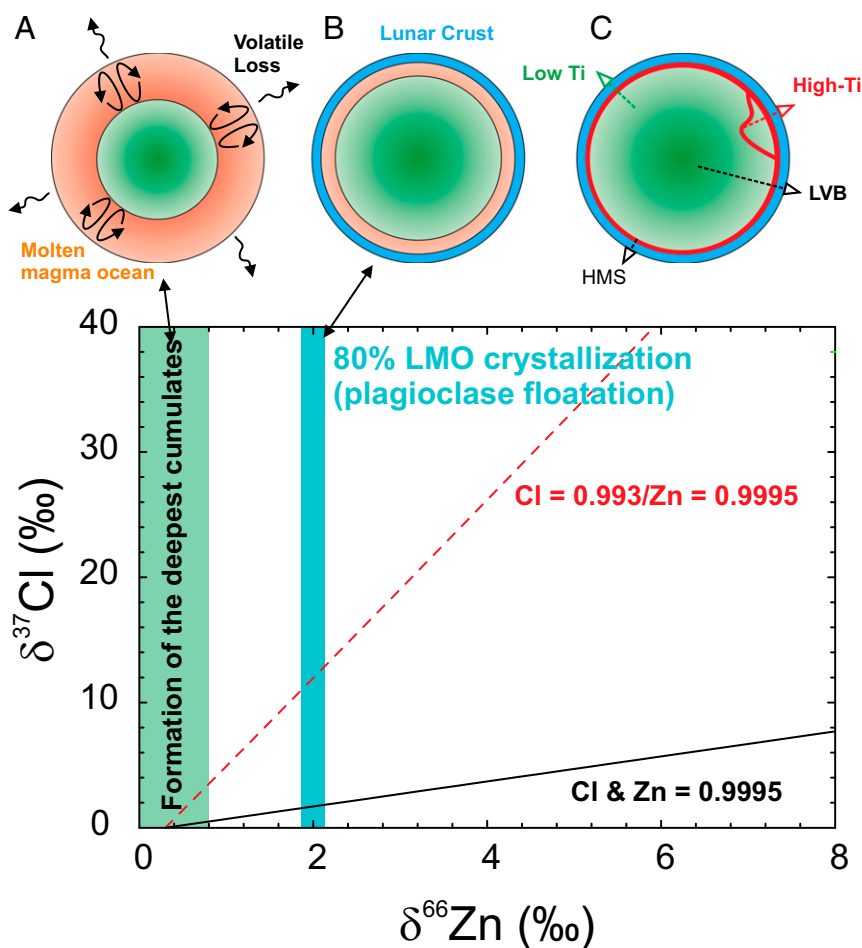 A
Volatile
Loss
Molten
magma ocean
B
Lunar Crust
C
Low Ti
High-Ti
LVB
HMS
40
30
20
10
0
δ³⁷Cl (‰)
Formation of the deepest cumulates
80% LMO crystallization
(plagioclase floatation)
Cl = 0.993/Zn = 0.9995
Cl & Zn = 0.9995
0 2 4 6 8
δ⁶⁶Zn (‰)